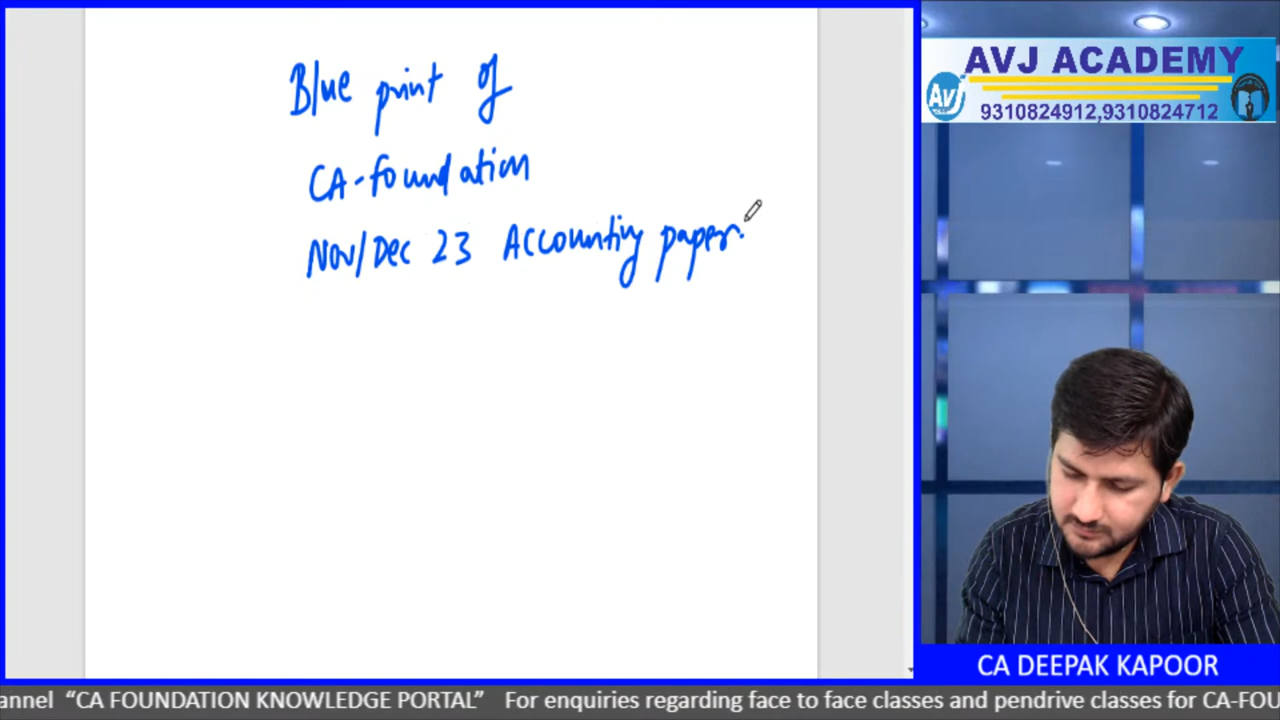 Blue print of
CA-Foundation
Nov/Dec 23 Accounting paper.
AVJ ACADEMY
AVJ
9310824912,9310824712
CA DEEPAK KAPOOR
annel “CA FOUNDATION KNOWLEDGE PORTAL” For enquiries regarding face to face classes and pendrive classes for CA-FOU